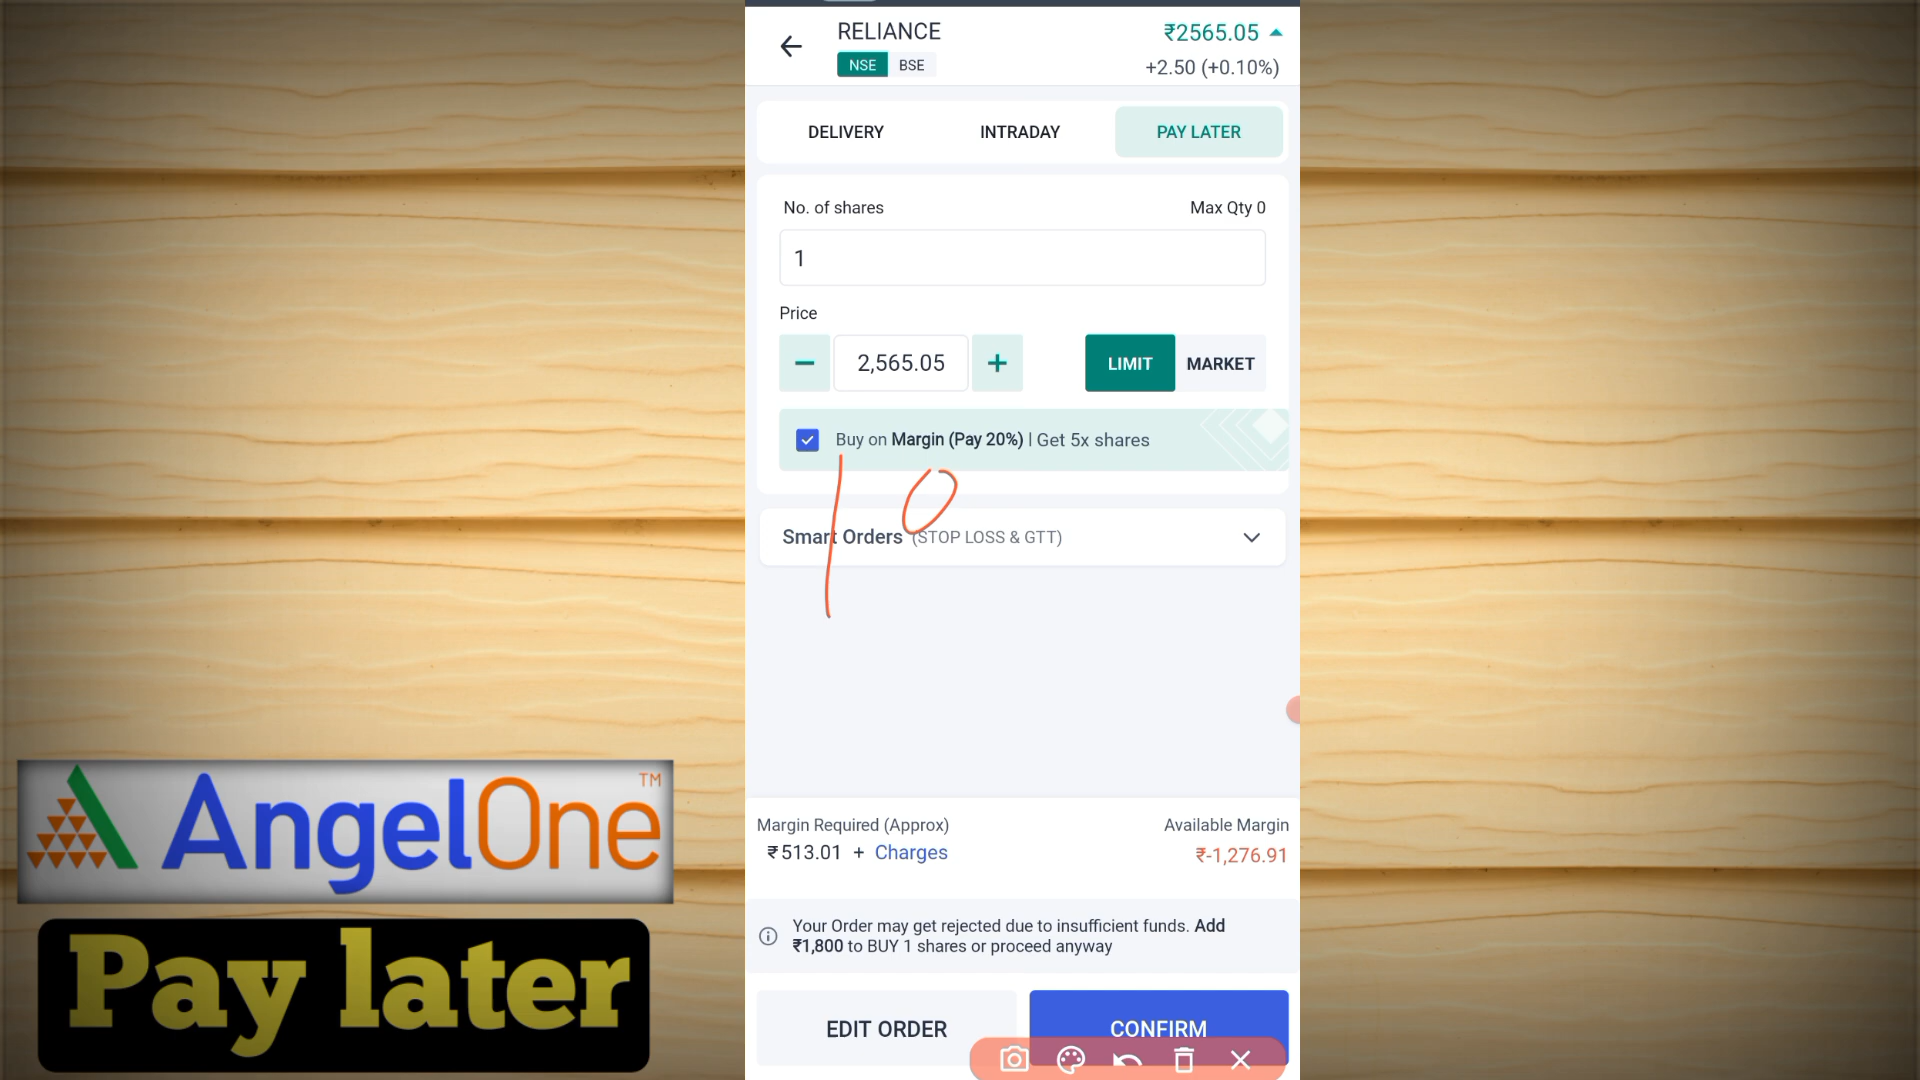 RELIANCE
₹2565.05
NSE BSE
+2.50 (+0.10%)
DELIVERY INTRADAY PAY LATER
No. of shares Max Qty 0
1
Price
2,565.05 LIMIT MARKET
Buy on Margin (Pay 20%) | Get 5x shares
10
Smart Orders (STOP LOSS & GTT)
Margin Required (Approx) Available Margin
₹513.01 + Charges ₹-1,276.91
Your Order may get rejected due to insufficient funds. Add
₹1,800 to BUY 1 shares or proceed anyway
EDIT ORDER CONFIRM
AngelOne TM
Pay later